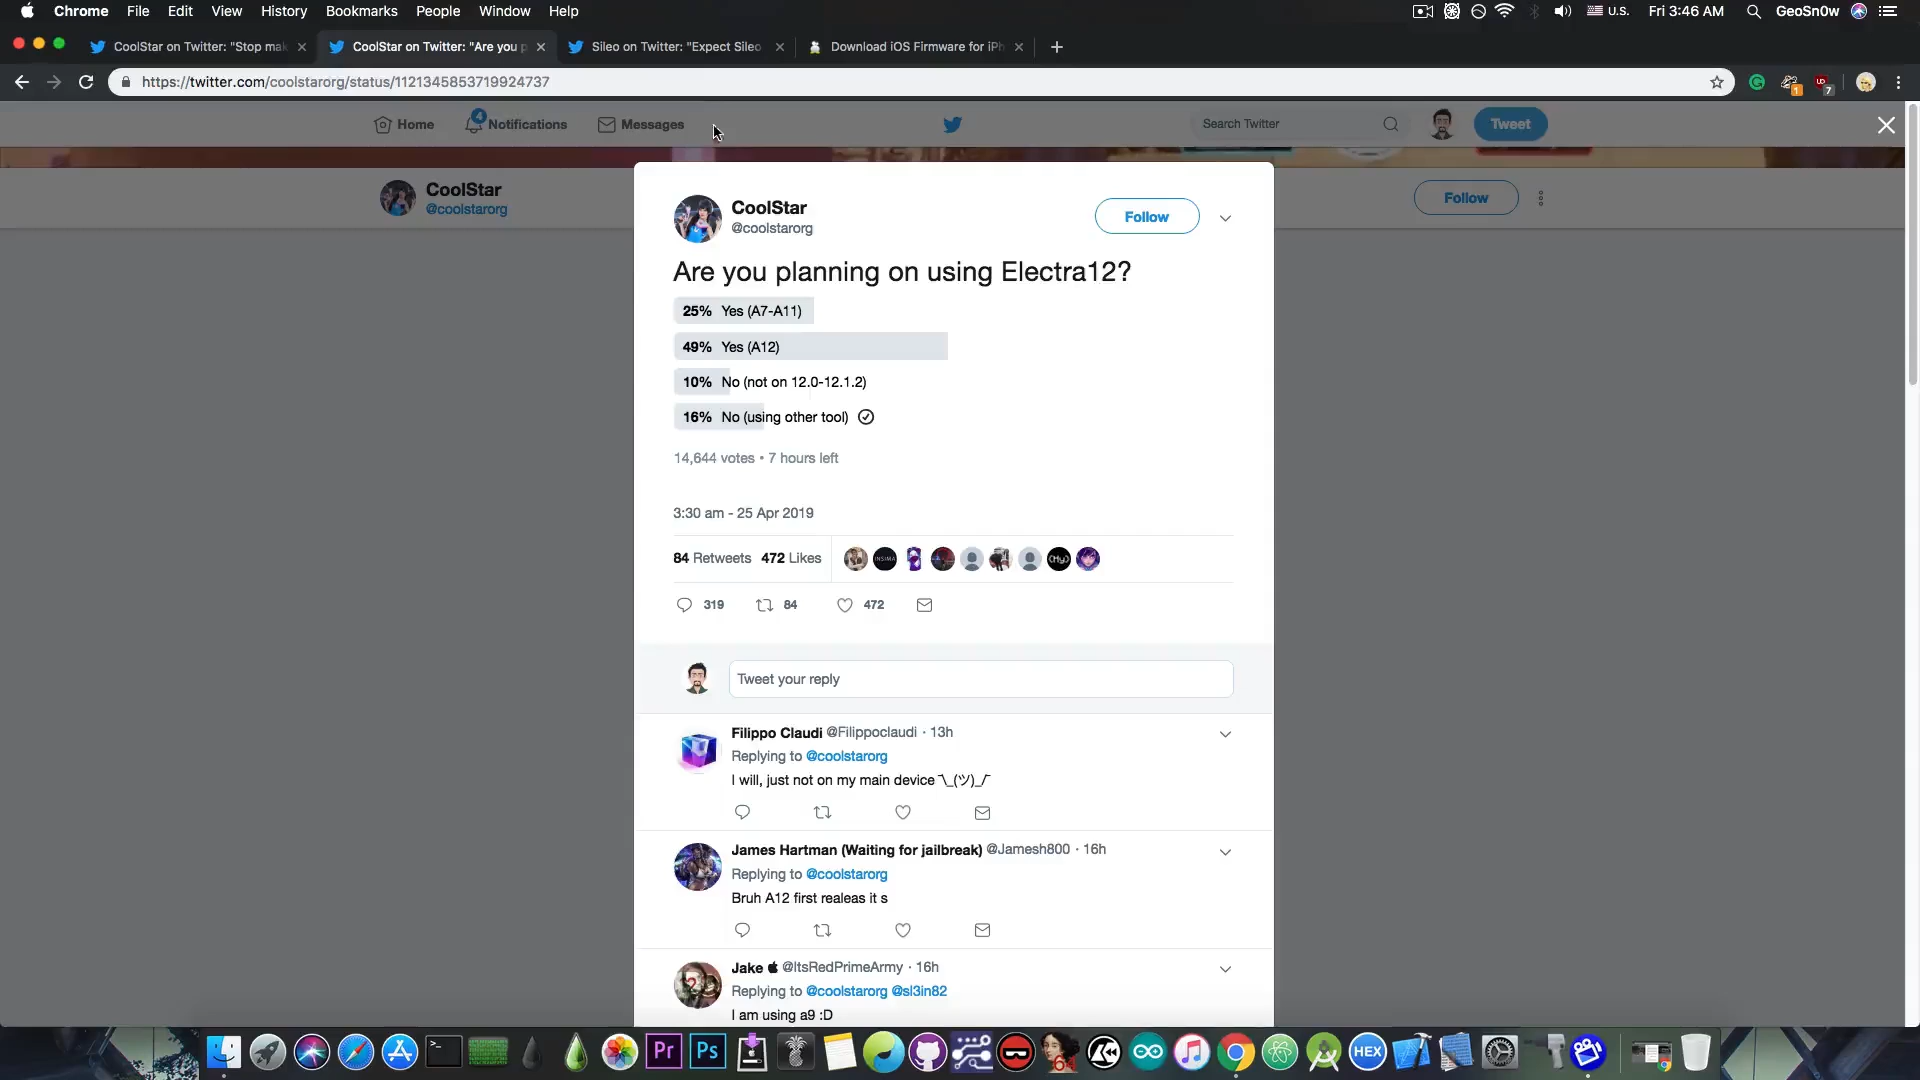 Chrome File Edit View History Bookmarks People Window Help U.S. Fri 3:46 AM GeoSn0w
CoolStar on Twitter: "Stop mak CoolStar on Twitter: "Are you p Sileo on Twitter: "Expect Sileo Download iOS Firmware for iPh
https://twitter.com/coolstarorg/status/1121345853719924737 1 7
Home 4 Notifications Messages Search Twitter Tweet
CoolStar
@coolstarorg
Follow
CoolStar
@coolstarorg
Follow
Are you planning on using Electra12?
25% Yes (A7-A11)
49% Yes (A12)
10% No (not on 12.0-12.1.2)
16% No (using other tool)
14,644 votes • 7 hours left
3:30 am - 25 Apr 2019
84 Retweets 472 Likes
319 84 472
Tweet your reply
Filippo Claudi @Filippoclaudi · 13h
Replying to @coolstarorg
I will, just not on my main device ¯\_(ツ)_/¯
James Hartman (Waiting for jailbreak) @Jamesh800 · 16h
Replying to @coolstarorg
Bruh A12 first realeas it s
Jake @ItsRedPrimeArmy · 16h
Replying to @coolstarorg @sl3in82
I am using a9 :D
Pr Ps 64 HEX